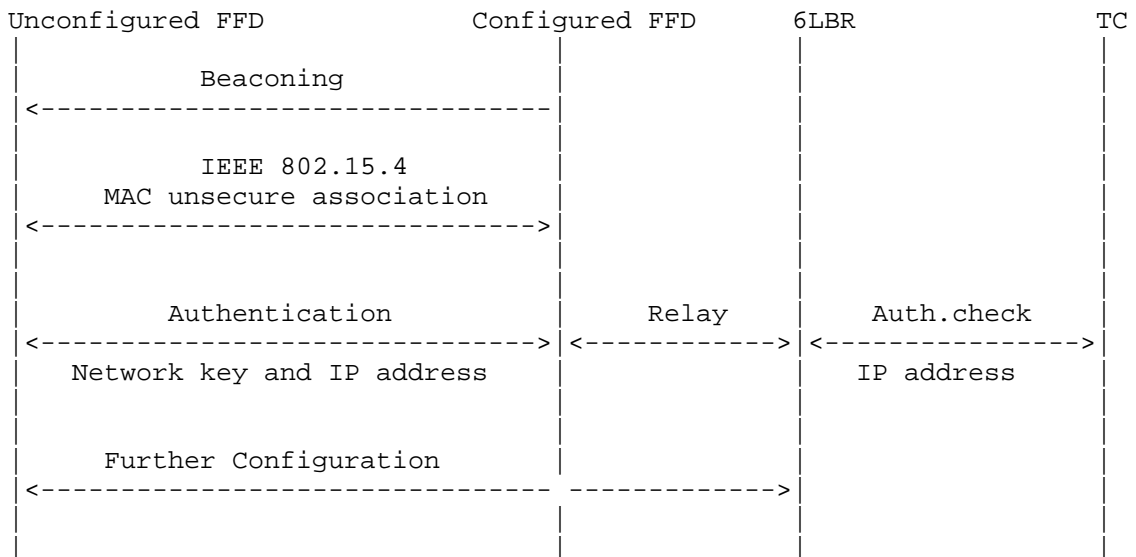 Unconfigured FFD Configured FFD 6LBR TC
Beaconing
IEEE 802.15.4
MAC unsecure association
Authentication Relay Auth.check
Network key and IP address IP address
Further Configuration